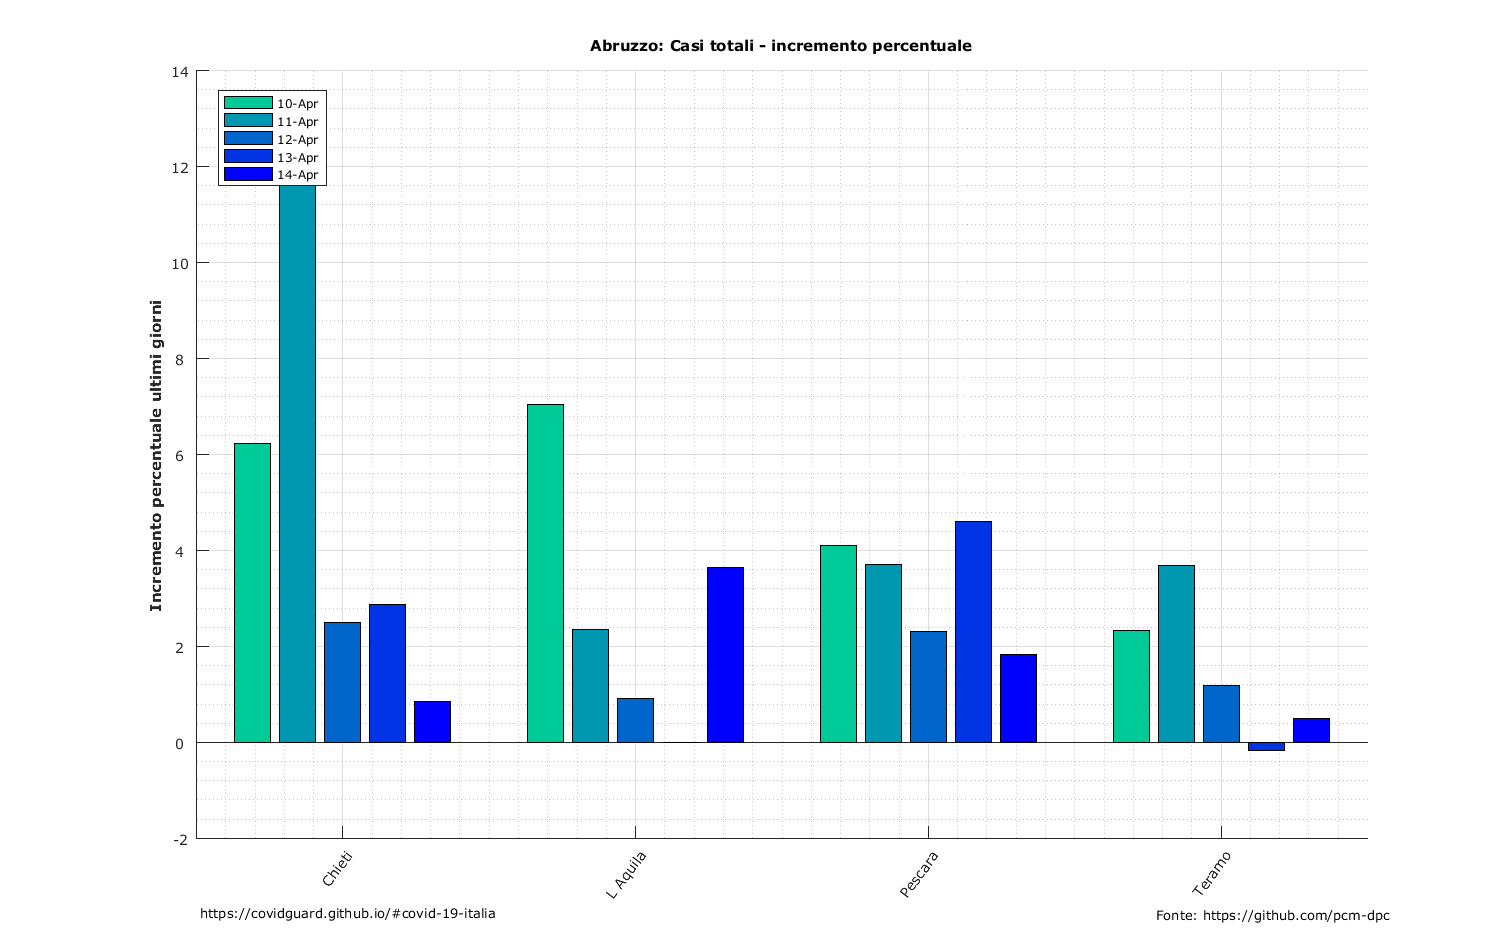 Abruzzo: Casi totali - incremento percentuale
14
12
10
8
6
4
2
0
-2
Incremento percentuale ultimi giorni
10-Apr
11-Apr
12-Apr
13-Apr
14-Apr
Chieti
L Aquila
Pescara
Teramo
https://covidguard.github.io/#covid-19-italia
Fonte: https://github.com/pcm-dpc